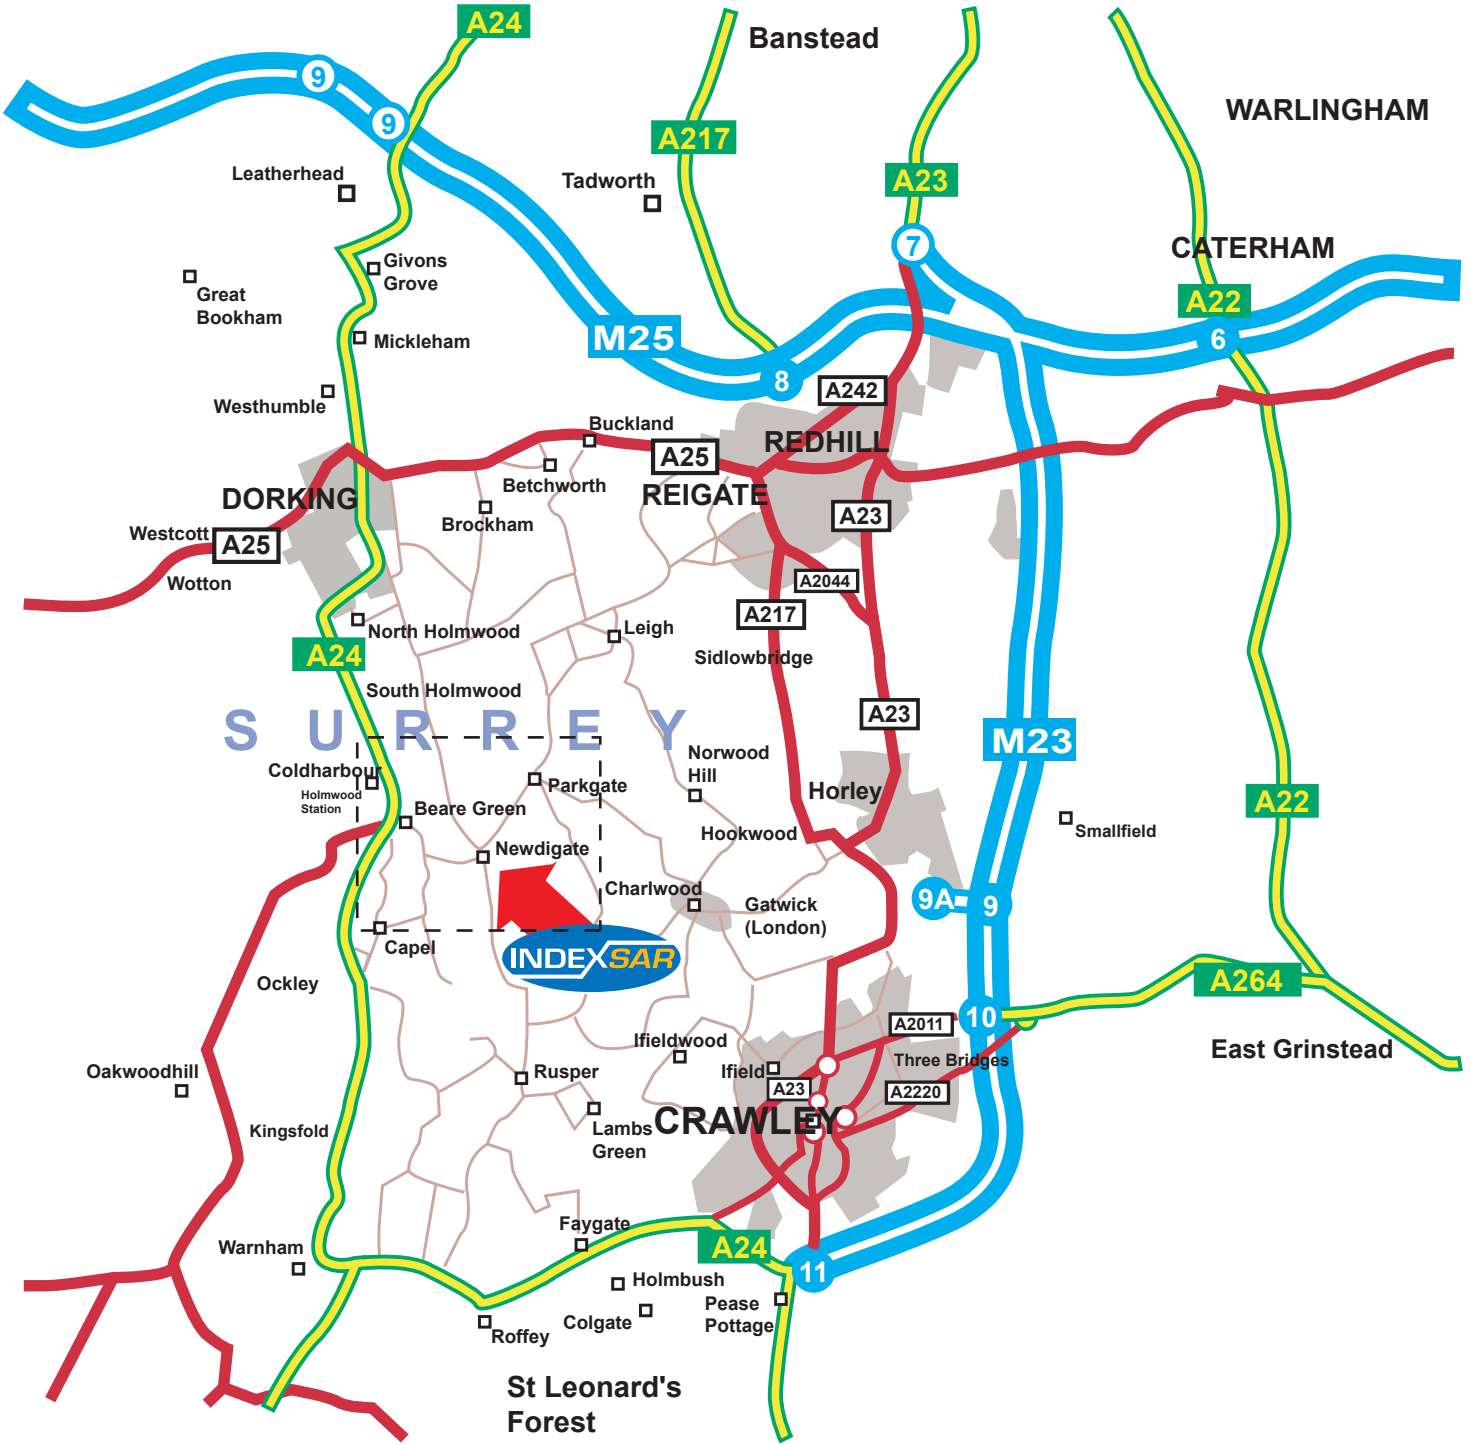 A24
Banstead
9
WARLINGHAM
9
A217
Leatherhead
Tadworth
A23
7
CATERHAM
Givons
Grove
Great
Bookham
A22
M25
6
Mickleham
8
A242
Westhumble
Buckland
REDHILL
A25
Betchworth
REIGATE
DORKING
Brockham
A23
Westcott
A25
Wotton
A2044
A217
North Holmwood
Leigh
A24
Sidlowbridge
South Holmwood
A23
SURREY
M23
Norwood
Hill
Coldharbour
Holmwood
Station
Parkgate
Horley
A22
Beare Green
Hookwood
Smallfield
Newdigate
Charlwood
9A
9
Gatwick
(London)
Capel
INDEXSAR
Ockley
A264
10
A2011
Ifieldwood
East Grinstead
Three Bridges
Oakwoodhill
Rusper
Ifield
A23
A2220
CRAWLEY
Lambs
Green
Kingsfold
Faygate
Warnham
A24
11
Holmbush
Pease
Pottage
Colgate
Roffey
St Leonard's
Forest